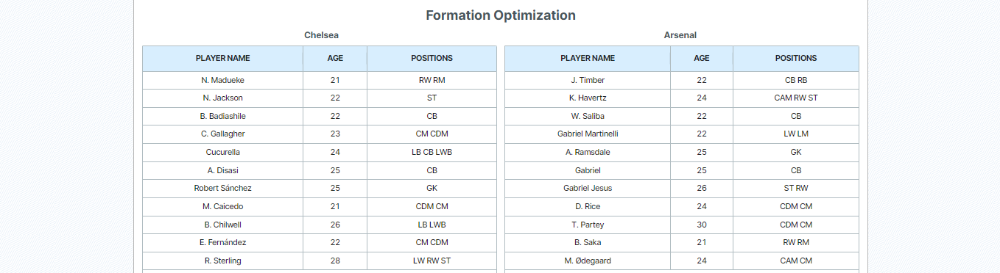 Formation Optimization
Chelsea
PLAYER NAME AGE POSITIONS
N. Madueke 21 RW RM
N. Jackson 22 ST
B. Badiashile 22 CB
C. Gallagher 23 CM CDM
Cucurella 24 LB CB LWB
A. Disasi 25 CB
Robert Sánchez 25 GK
M. Caicedo 21 CDM CM
B. Chilwell 26 LB LWB
E. Fernández 22 CM CDM
R. Sterling 28 LW RW ST
Arsenal
PLAYER NAME AGE POSITIONS
J. Timber 22 CB RB
K. Havertz 24 CAM RW ST
W. Saliba 22 CB
Gabriel Martinelli 22 LW LM
A. Ramsdale 25 GK
Gabriel 25 CB
Gabriel Jesus 26 ST RW
D. Rice 24 CDM CM
T. Partey 30 CDM CM
B. Saka 21 RW RM
M. Ødegaard 24 CAM CM